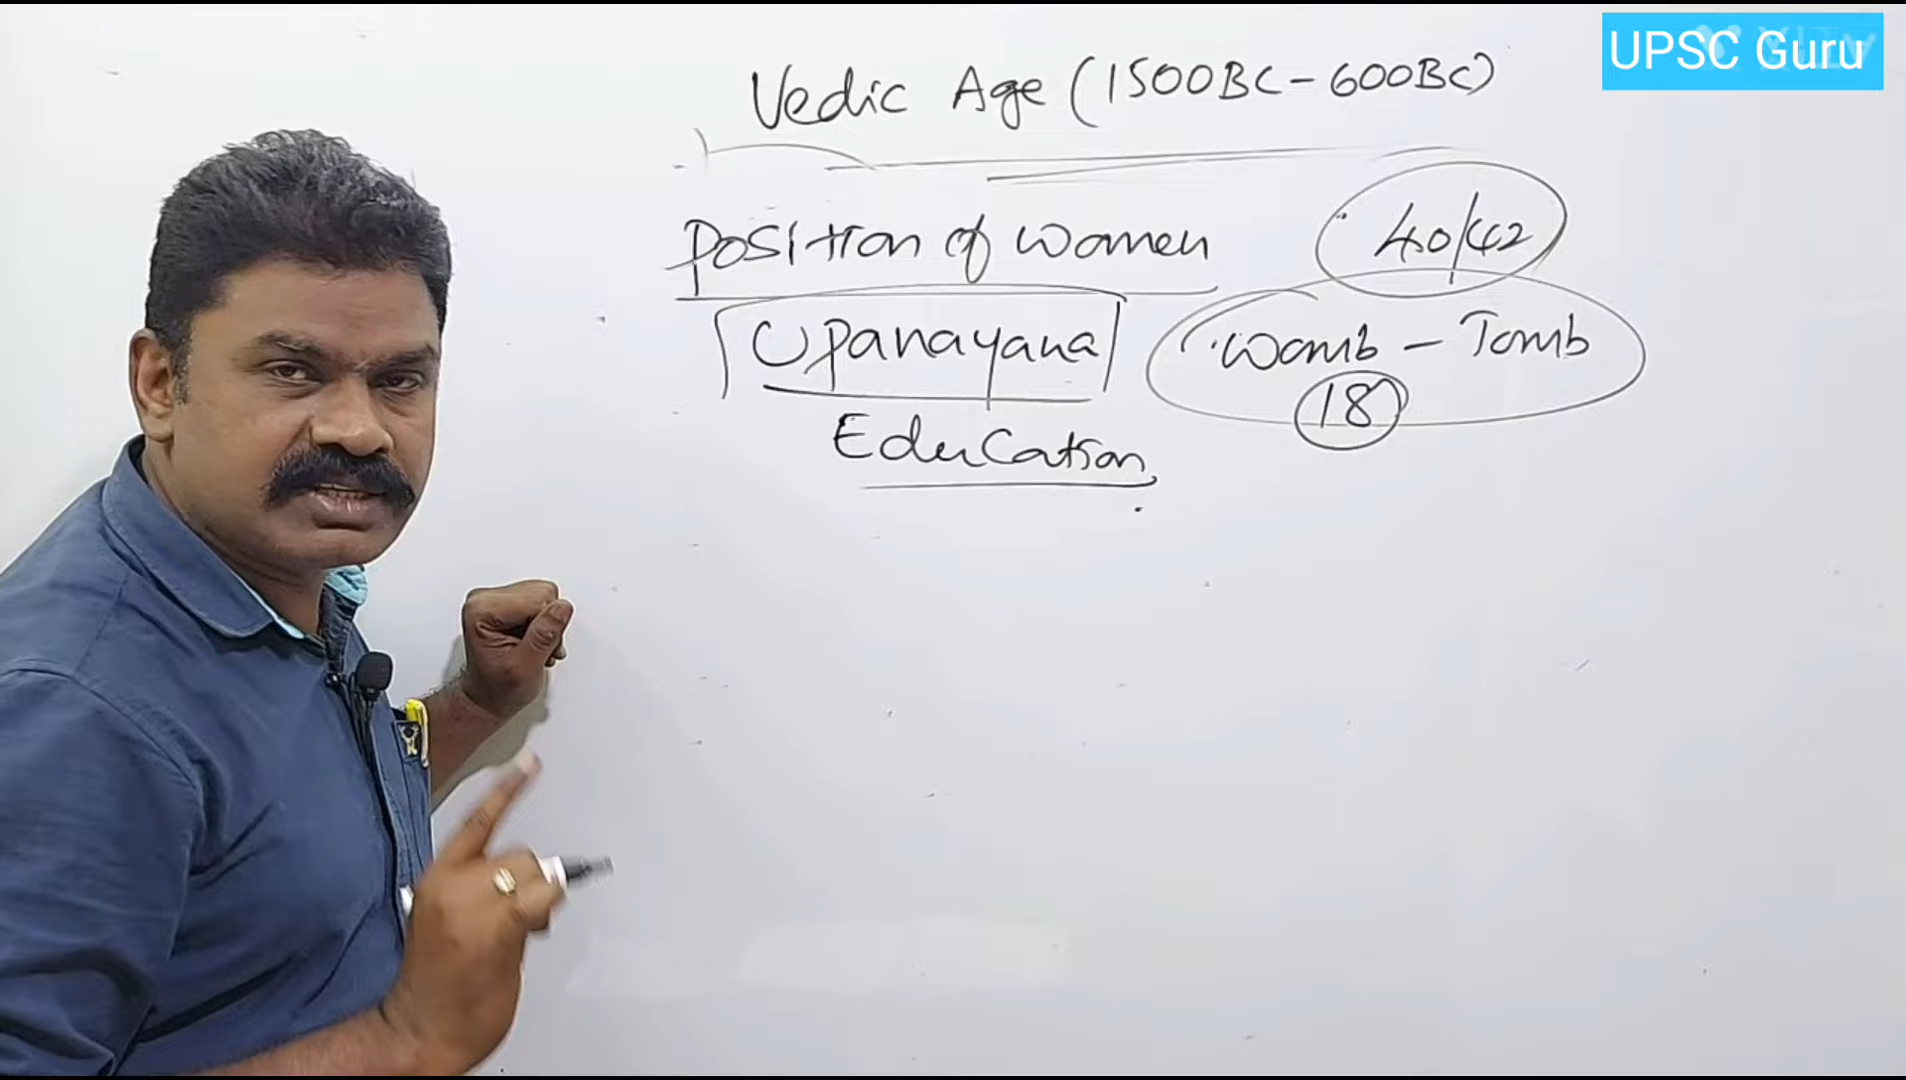 UPSC Guru
Vedic Age (1500BC-600BC)
Position of women 40/42
Upanayana Womb - Tomb
18
Education